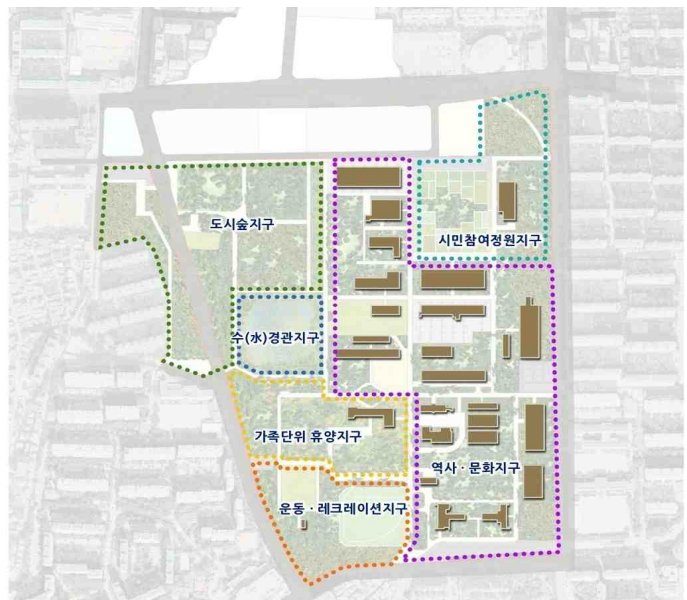 도시숲지구
시민참여정원지구
수(水)경관지구
가족단위 휴양지구
역사·문화지구
운동·레크레이션지구